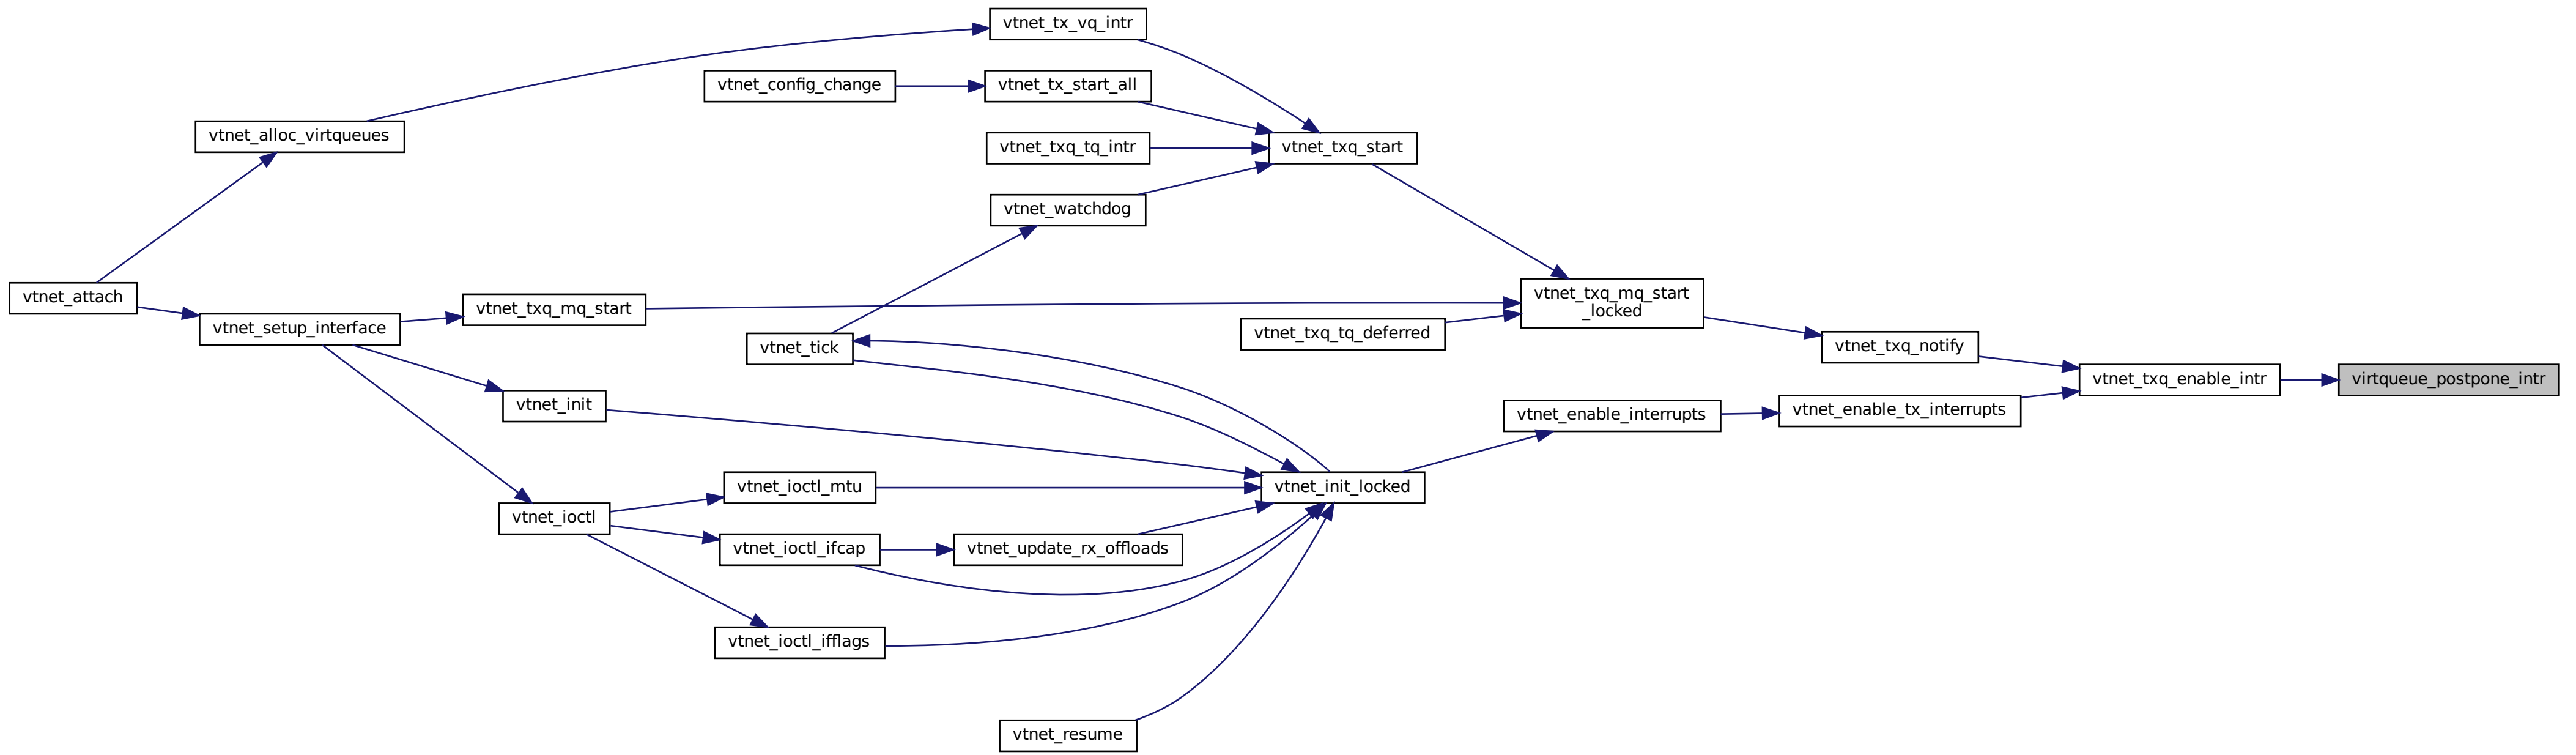 vtnet_tx_vq_intr
vtnet_config_change
vtnet_tx_start_all
vtnet_alloc_virtqueues
vtnet_txq_tq_intr
vtnet_txq_start
vtnet_watchdog
vtnet_attach
vtnet_setup_interface
vtnet_txq_mq_start
vtnet_txq_mq_start
_locked
vtnet_txq_tq_deferred
vtnet_tick
vtnet_txq_notify
vtnet_txq_enable_intr
virtqueue_postpone_intr
vtnet_init
vtnet_enable_interrupts
vtnet_enable_tx_interrupts
vtnet_ioctl_mtu
vtnet_init_locked
vtnet_ioctl
vtnet_ioctl_ifcap
vtnet_update_rx_offloads
vtnet_ioctl_ifflags
vtnet_resume